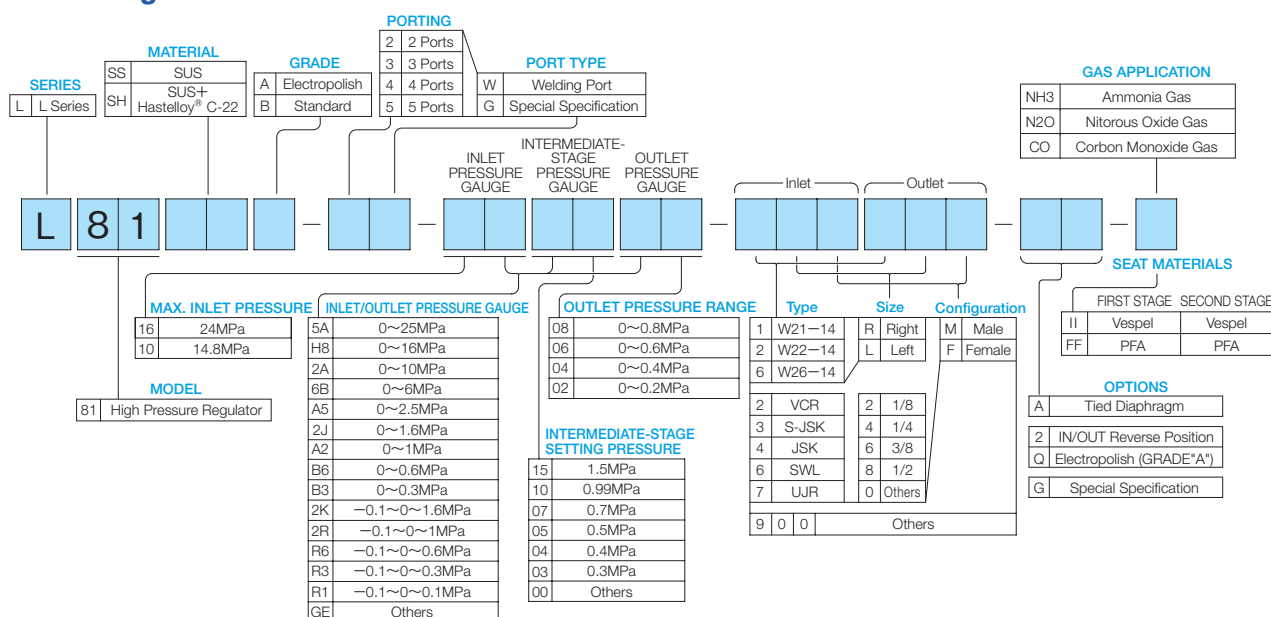 PORTING
2 2 Ports
3 3 Ports
4 4 Ports
5 5 Ports
MATERIAL
SS SUS
SH SUS+ Hastelloy® C-22
GRADE
A Electropolish
B Standard
PORT TYPE
W Welding Port
G Special Specification
SERIES
L L Series
GAS APPLICATION
NH3 Ammonia Gas
N2O Nitorous Oxide Gas
CO Corbon Monoxide Gas
INLET
PRESSURE
GAUGE
INTERMEDIATE-
STAGE
PRESSURE
GAUGE
OUTLET
PRESSURE
GAUGE
Inlet
Outlet
L 8 1 – – – –
MAX. INLET PRESSURE
16 24MPa
10 14.8MPa
MODEL
81 High Pressure Regulator
INLET/OUTLET PRESSURE GAUGE
5A 0~25MPa
H8 0~16MPa
2A 0~10MPa
6B 0~6MPa
A5 0~2.5MPa
2J 0~1.6MPa
A2 0~1MPa
B6 0~0.6MPa
B3 0~0.3MPa
2K −0.1~0~1.6MPa
2R −0.1~0~1MPa
R6 −0.1~0~0.6MPa
R3 −0.1~0~0.3MPa
R1 −0.1~0~0.1MPa
GE Others
OUTLET PRESSURE RANGE
08 0~0.8MPa
06 0~0.6MPa
04 0~0.4MPa
02 0~0.2MPa
INTERMEDIATE-STAGE
SETTING PRESSURE
15 1.5MPa
10 0.99MPa
07 0.7MPa
05 0.5MPa
04 0.4MPa
03 0.3MPa
00 Others
Type Size Configuration
1 W21−14 R Right M Male
2 W22−14 L Left F Female
6 W26−14
2 VCR 2 1/8
3 S-JSK 4 1/4
4 JSK 6 3/8
6 SWL 8 1/2
7 UJR 0 Others
9 0 0 Others
SEAT MATERIALS
FIRST STAGE SECOND STAGE
II Vespel Vespel
FF PFA PFA
OPTIONS
A Tied Diaphragm
2 IN/OUT Reverse Position
Q Electropolish (GRADE"A")
G Special Specification